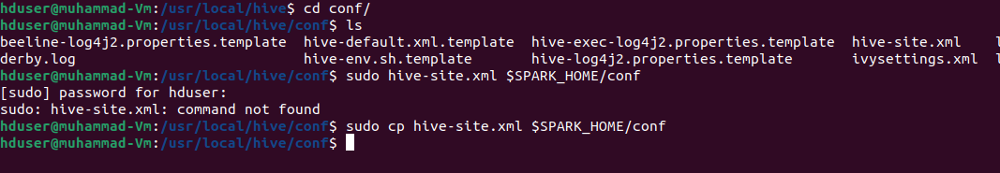 hduser@muhammad-Vm:/usr/local/hive$ cd conf/
hduser@muhammad-Vm:/usr/local/hive/conf$ ls
beeline-log4j2.properties.template  hive-default.xml.template  hive-exec-log4j2.properties.template  hive-site.xml
derby.log                           hive-env.sh.template       hive-log4j2.properties.template       ivysettings.xml
hduser@muhammad-Vm:/usr/local/hive/conf$ sudo hive-site.xml $SPARK_HOME/conf
[sudo] password for hduser:
sudo: hive-site.xml: command not found
hduser@muhammad-Vm:/usr/local/hive/conf$ sudo cp hive-site.xml $SPARK_HOME/conf
hduser@muhammad-Vm:/usr/local/hive/conf$